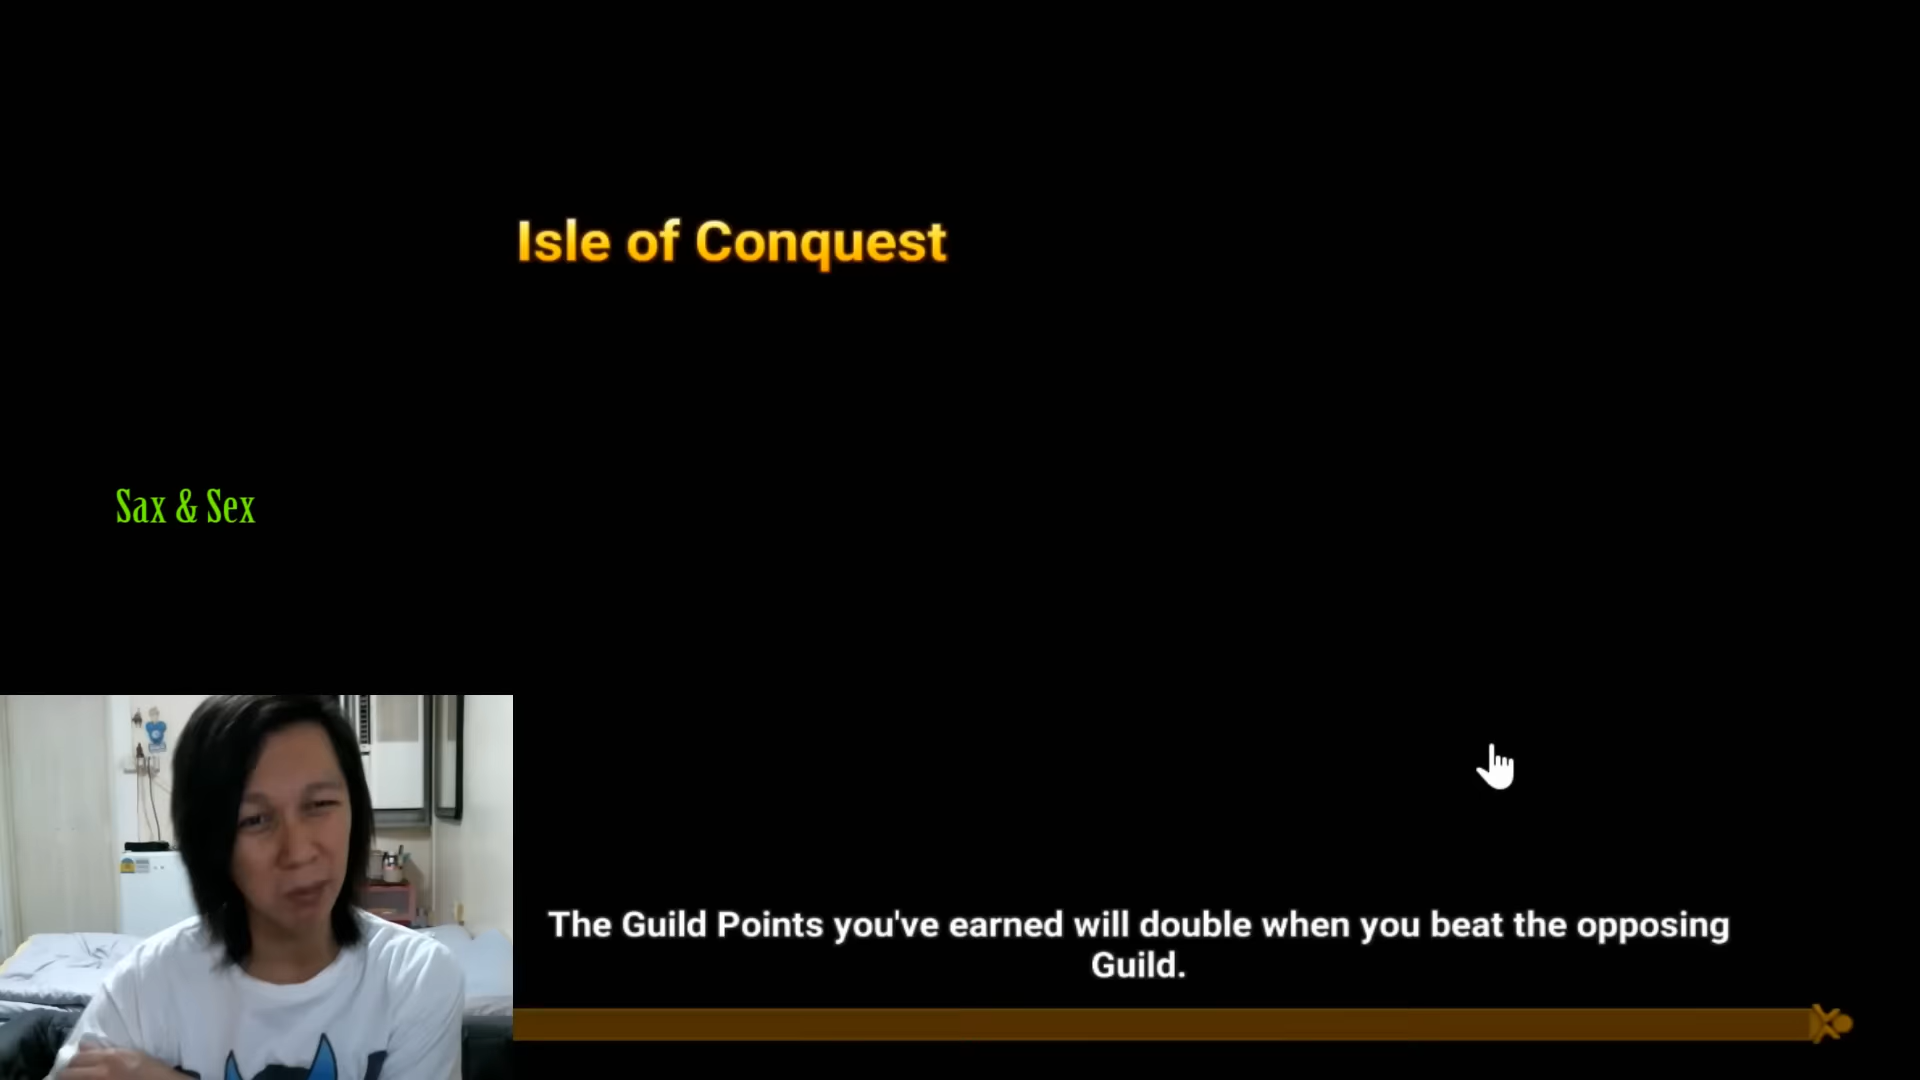 Isle of Conquest
Sax & Sex
The Guild Points you've earned will double when you beat the opposing
Guild.